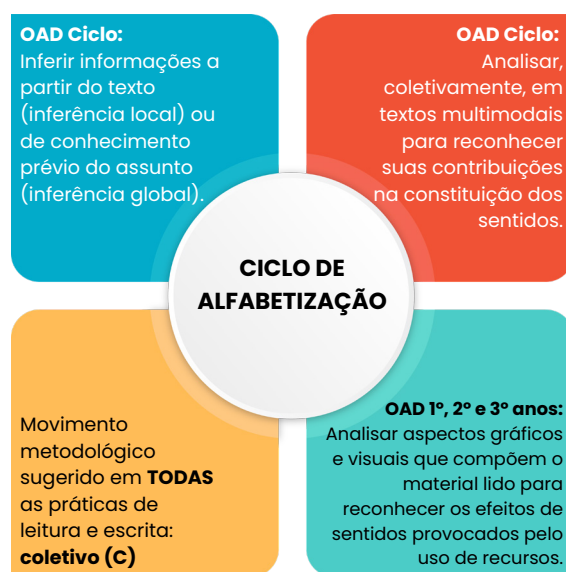 OAD Ciclo:
Inferir informações a
partir do texto
(inferência local) ou
de conhecimento
prévio do assunto
(inferência global).
OAD Ciclo:
Analisar,
coletivamente, em
textos multimodais
para reconhecer
suas contribuições
na constituição dos
sentidos.
CICLO DE
ALFABETIZAÇÃO
Movimento
metodológico
sugerido em TODAS
as práticas de
leitura e escrita:
coletivo (C)
OAD 1º, 2º e 3º anos:
Analisar aspectos gráficos
e visuais que compõem o
material lido para
reconhecer os efeitos de
sentidos provocados pelo
uso de recursos.